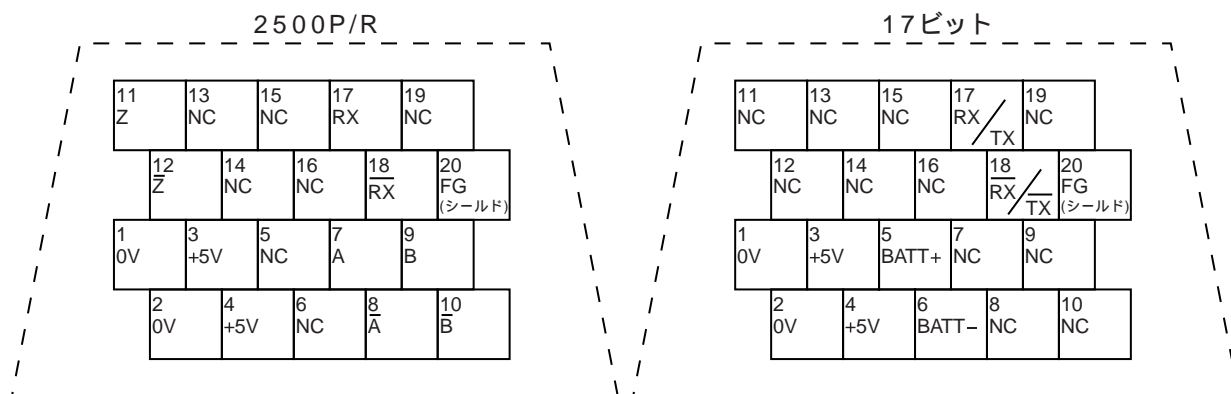 2500P/R
11 13 15 17 19
Z NC NC RX NC
12 14 16 18 20
Z̅ NC NC R̅X̅ FG
(シールド)
1 3 5 7 9
0V +5V NC A B
2 4 6 8 10
0V +5V NC A̅ B̅
17ビット
11 13 15 17 19
NC NC NC RX/TX NC
12 14 16 18 20
NC NC NC R̅X̅/T̅X̅ FG
(シールド)
1 3 5 7 9
0V +5V BATT+ NC NC
2 4 6 8 10
0V +5V BATT− NC NC